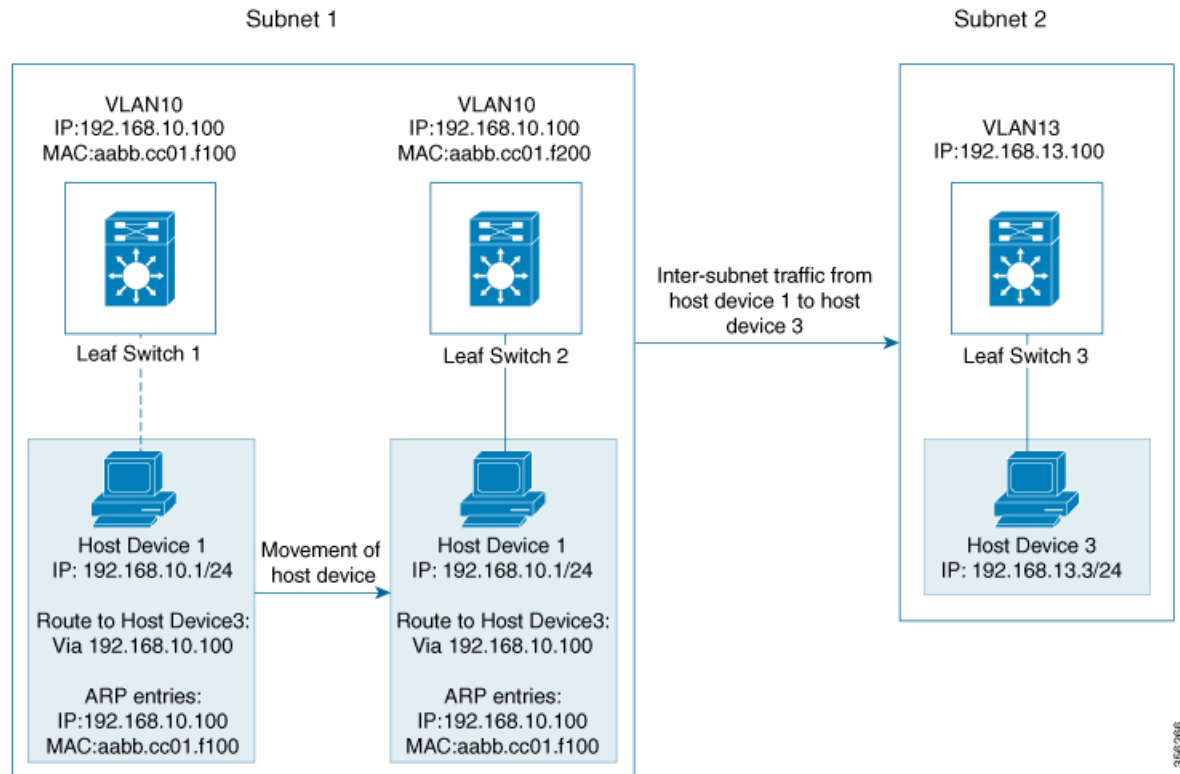 Subnet 1
Subnet 2
VLAN10
IP:192.168.10.100
MAC:aabb.cc01.f100
VLAN10
IP:192.168.10.100
MAC:aabb.cc01.f200
VLAN13
IP:192.168.13.100
Leaf Switch 1
Leaf Switch 2
Inter-subnet traffic from
host device 1 to host
device 3
Leaf Switch 3
Host Device 1
IP: 192.168.10.1/24
Route to Host Device3:
Via 192.168.10.100
ARP entries:
IP:192.168.10.100
MAC:aabb.cc01.f100
Movement of
host device
Host Device 1
IP: 192.168.10.1/24
Route to Host Device3:
Via 192.168.10.100
ARP entries:
IP:192.168.10.100
MAC:aabb.cc01.f100
Host Device 3
IP: 192.168.13.3/24
356266